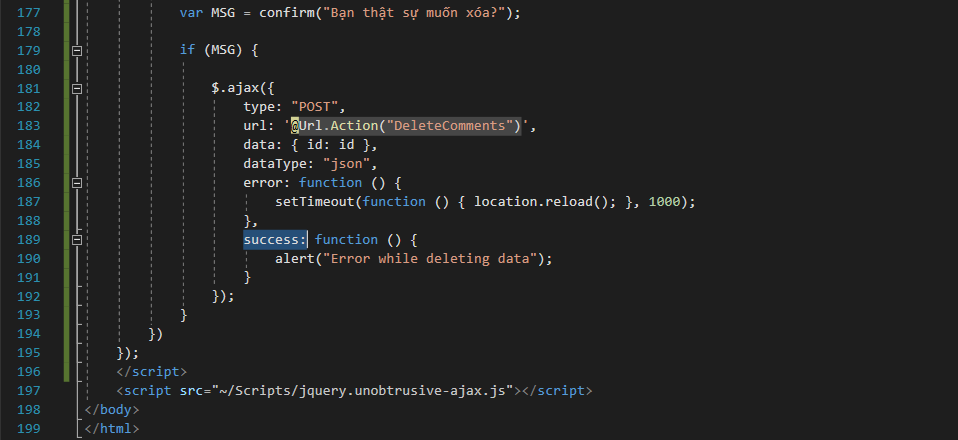 177 var MSG = confirm("Bạn thật sự muốn xóa?");
178
179 if (MSG) {
180
181 $.ajax({
182 type: "POST",
183 url: '@Url.Action("DeleteComments")',
184 data: { id: id },
185 dataType: "json",
186 error: function () {
187 setTimeout(function () { location.reload(); }, 1000);
188 },
189 success: function () {
190 alert("Error while deleting data");
191 }
192 });
193 }
194 })
195 });
196 </script>
197 <script src="~/Scripts/jquery.unobtrusive-ajax.js"></script>
198 </body>
199 </html>